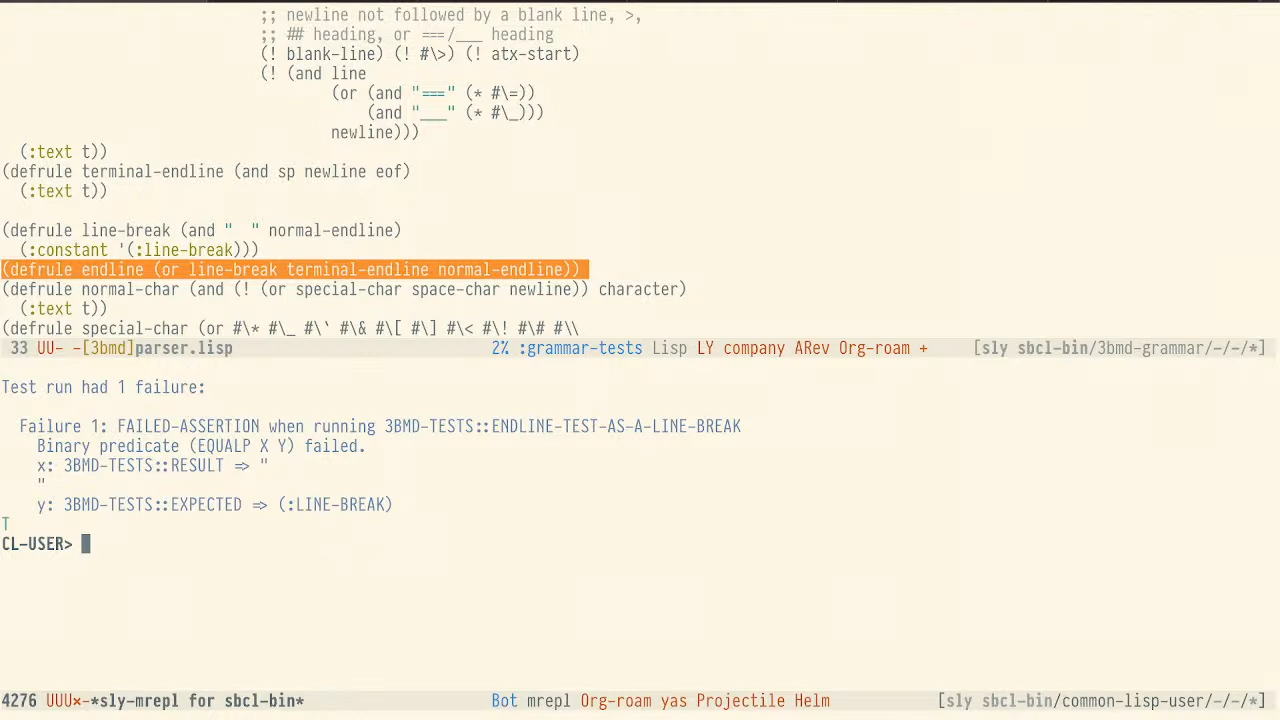 ;; newline not followed by a blank line, >,
;; ## heading, or ===/___ heading
(! blank-line) (! #\>) (! atx-start)
(! (and line
(or (and "===" (* #\=))
(and "___" (* #\_)))
newline)))
(:text t))
(defrule terminal-endline (and sp newline eof)
(:text t))
(defrule line-break (and "  " normal-endline)
(:constant '(:line-break)))
(defrule endline (or line-break terminal-endline normal-endline))
(defrule normal-char (and (! (or special-char space-char newline)) character)
(:text t))
(defrule special-char (or #\* #\_ #\` #\& #\[ #\] #\< #\! #\# #\\
33 UU- -[3bmd]parser.lisp 2% :grammar-tests Lisp LY company ARev Org-roam + [sly sbcl-bin/3bmd-grammar/-/-/*]
Test run had 1 failure:
Failure 1: FAILED-ASSERTION when running 3BMD-TESTS::ENDLINE-TEST-AS-A-LINE-BREAK
Binary predicate (EQUALP X Y) failed.
x: 3BMD-TESTS::RESULT => "
"
y: 3BMD-TESTS::EXPECTED => (:LINE-BREAK)
T
CL-USER>
4276 UUU×-*sly-mrepl for sbcl-bin* Bot mrepl Org-roam yas Projectile Helm [sly sbcl-bin/common-lisp-user/-/-/*]